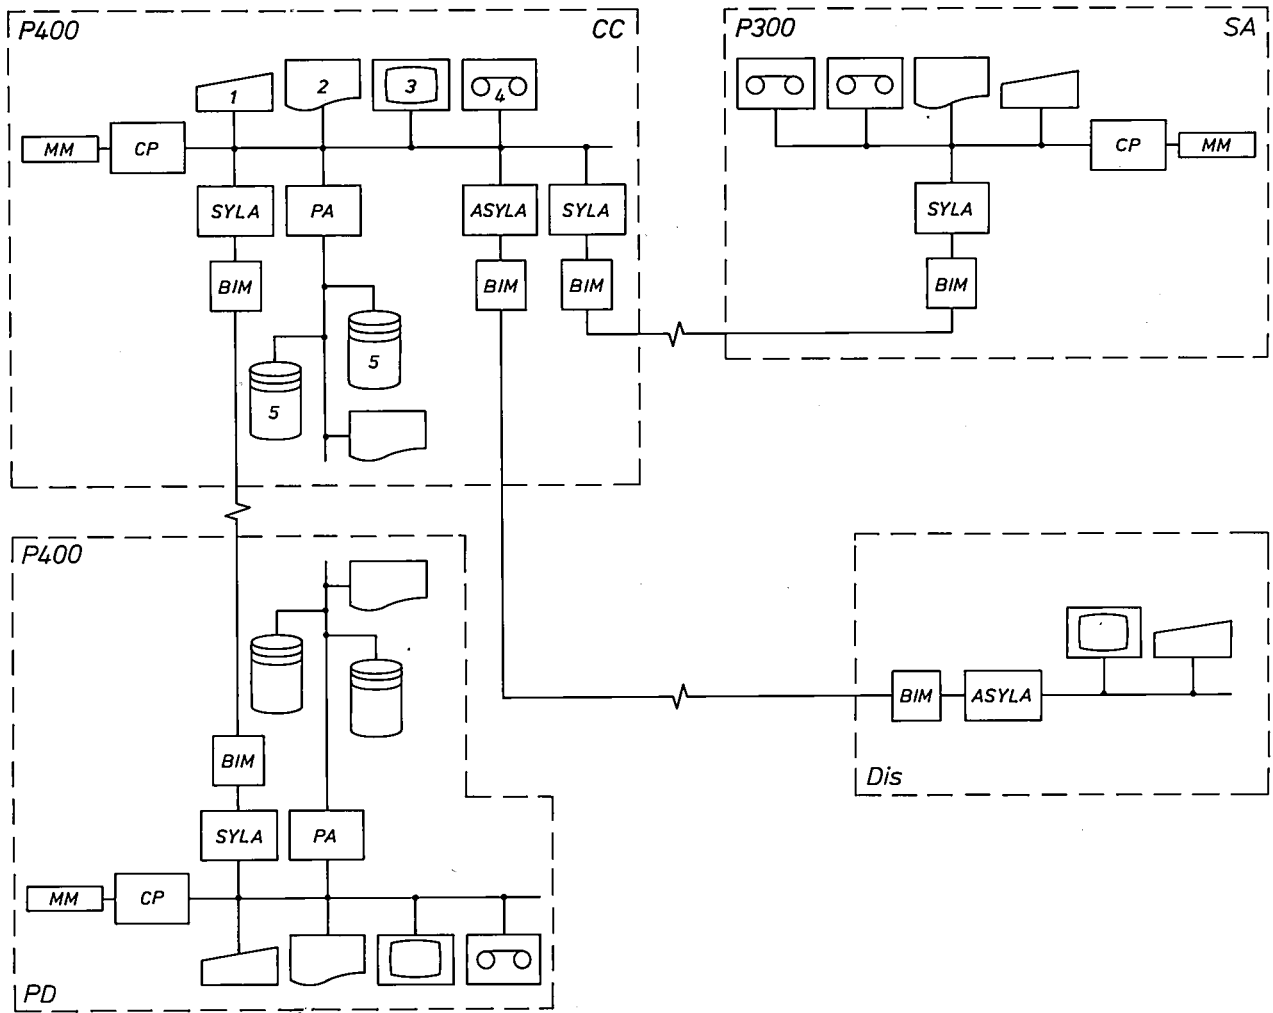 P400 CC
1 2 3 4
MM CP
SYLA PA ASYLA SYLA
BIM BIM BIM
5
5
P300 SA
CP MM
SYLA
BIM
P400
BIM
SYLA PA
MM CP
PD
BIM ASYLA
Dis